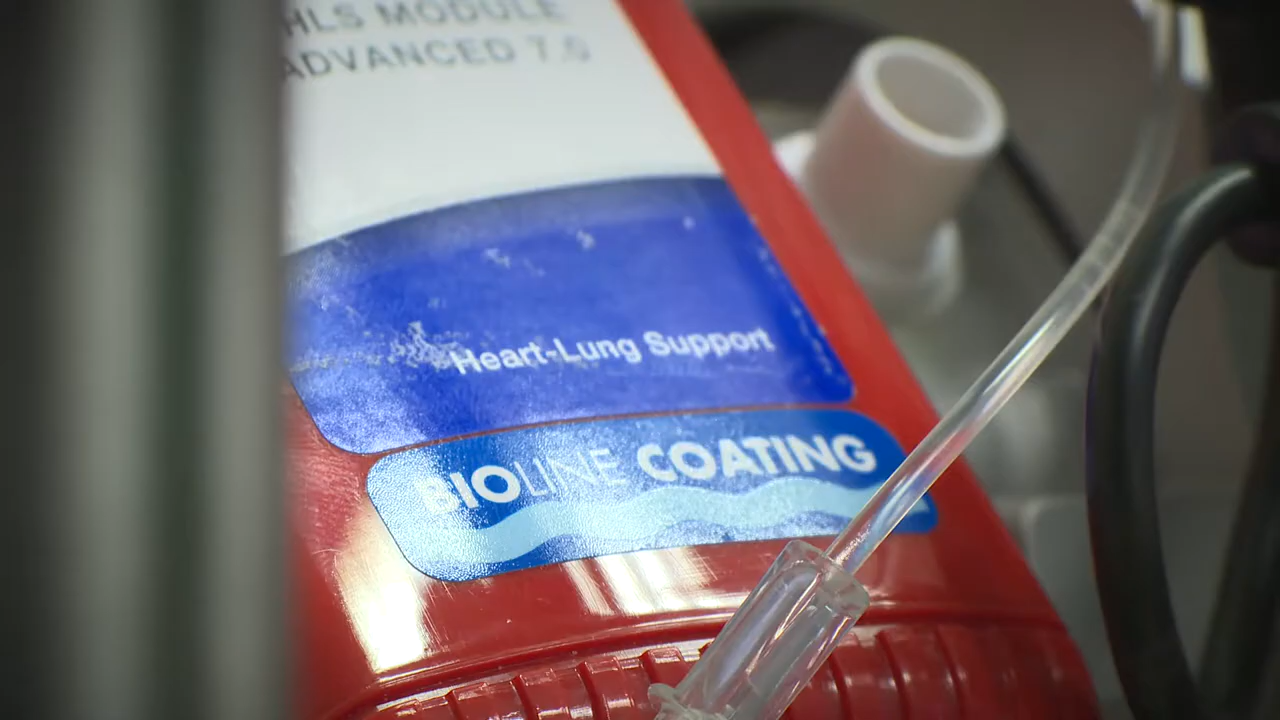 HLS MODULE
ADVANCED 7.0
Heart-Lung Support
BIOLINE COATING